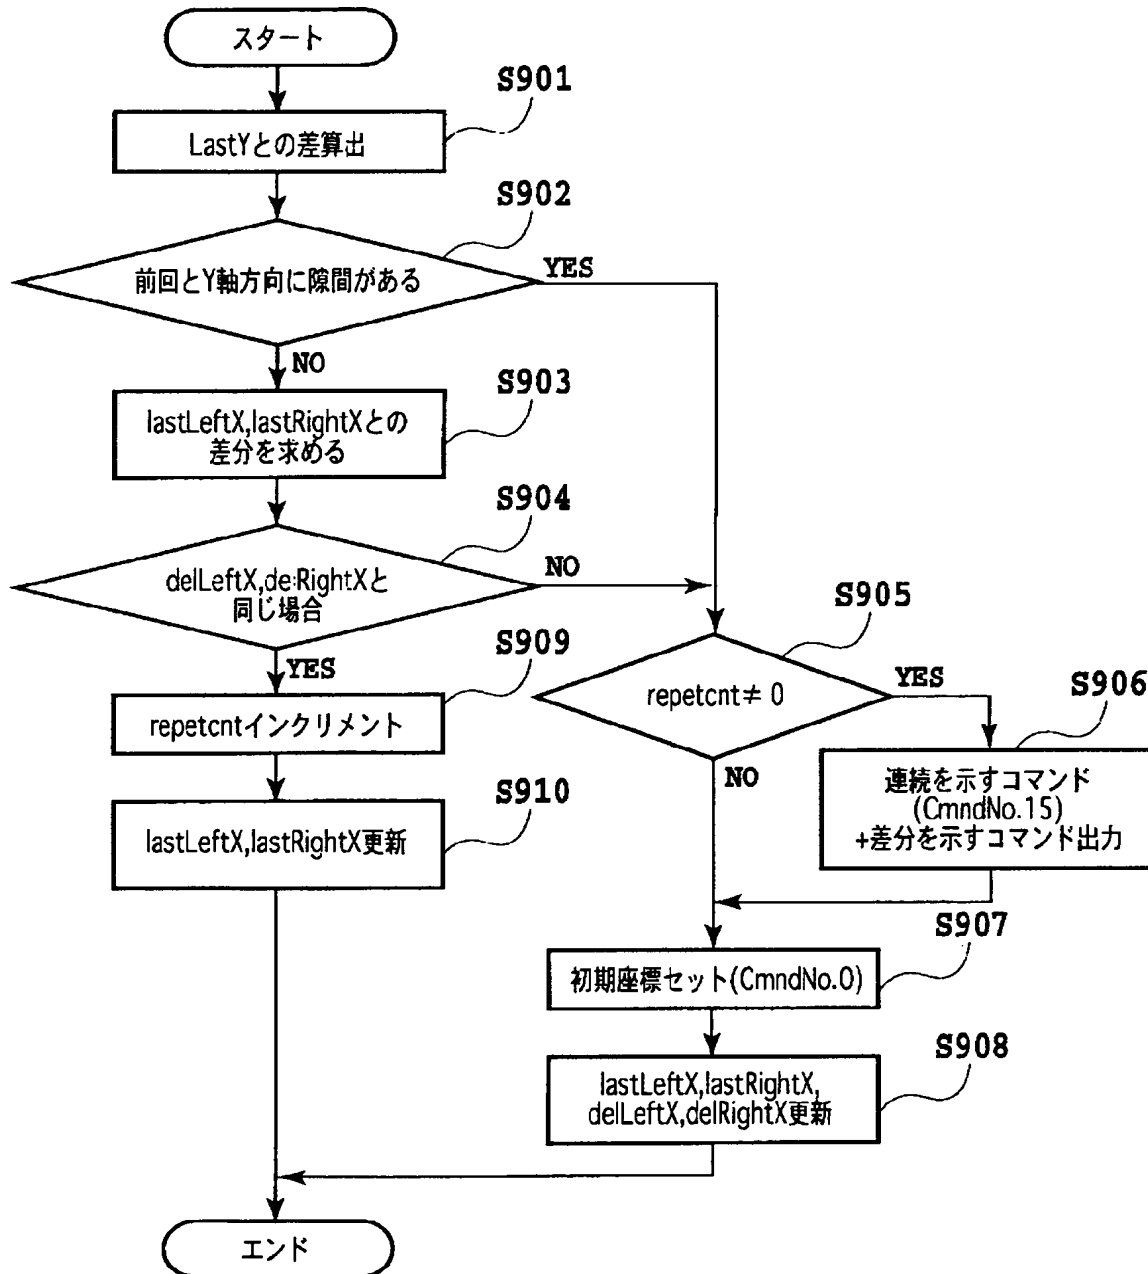 スタート
S901
LastYとの差算出
S902
前回とY軸方向に隙間がある
YES
NO
S903
lastLeftX,lastRightXとの
差分を求める
S904
delLeftX,delRightXと
同じ場合
NO
YES
S905
repetcnt≠ 0
YES
NO
S906
連続を示すコマンド
(CmndNo.15)
+差分を示すコマンド出力
S909
repetcntインクリメント
S910
lastLeftX,lastRightX更新
S907
初期座標セット(CmndNo.0)
S908
lastLeftX,lastRightX,
delLeftX,delRightX更新
エンド